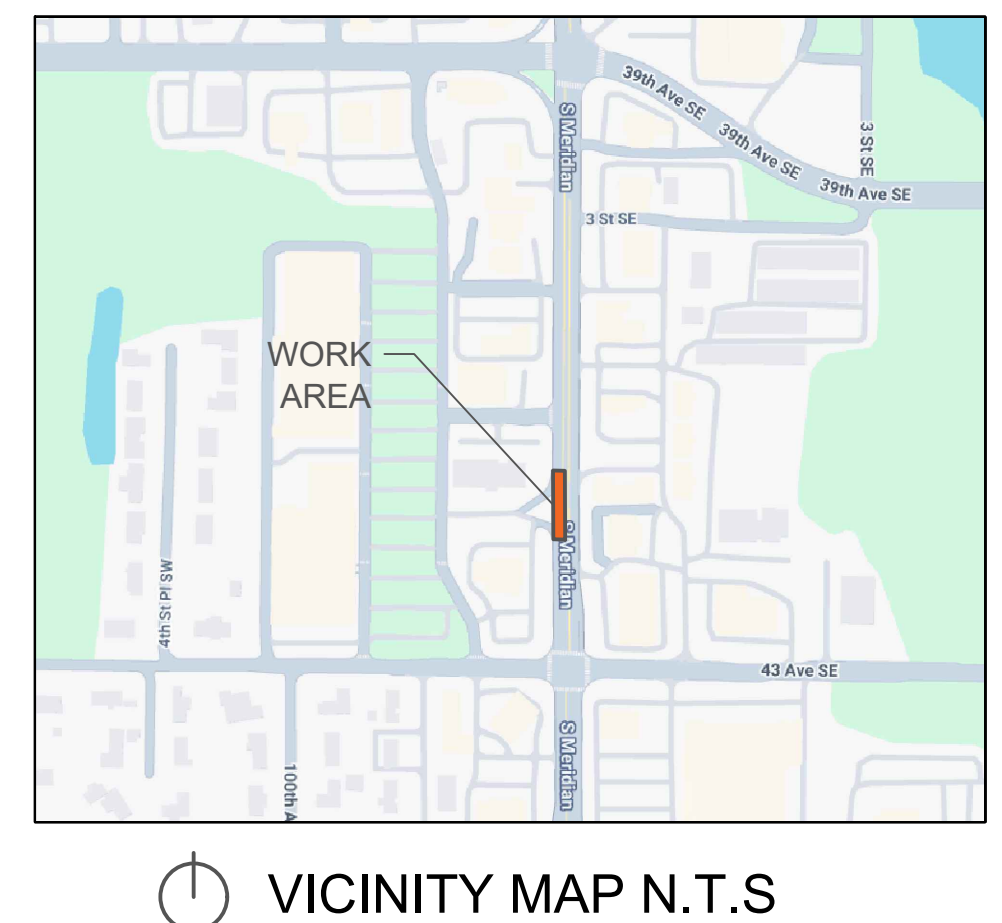 39th Ave SE
39th Ave SE
39th Ave SE
S Meridian
3 St SE
3 St SE
WORK
AREA
S Meridian
4th St Pl SW
43 Ave SE
S Meridian
100th A
VICINITY MAP N.T.S